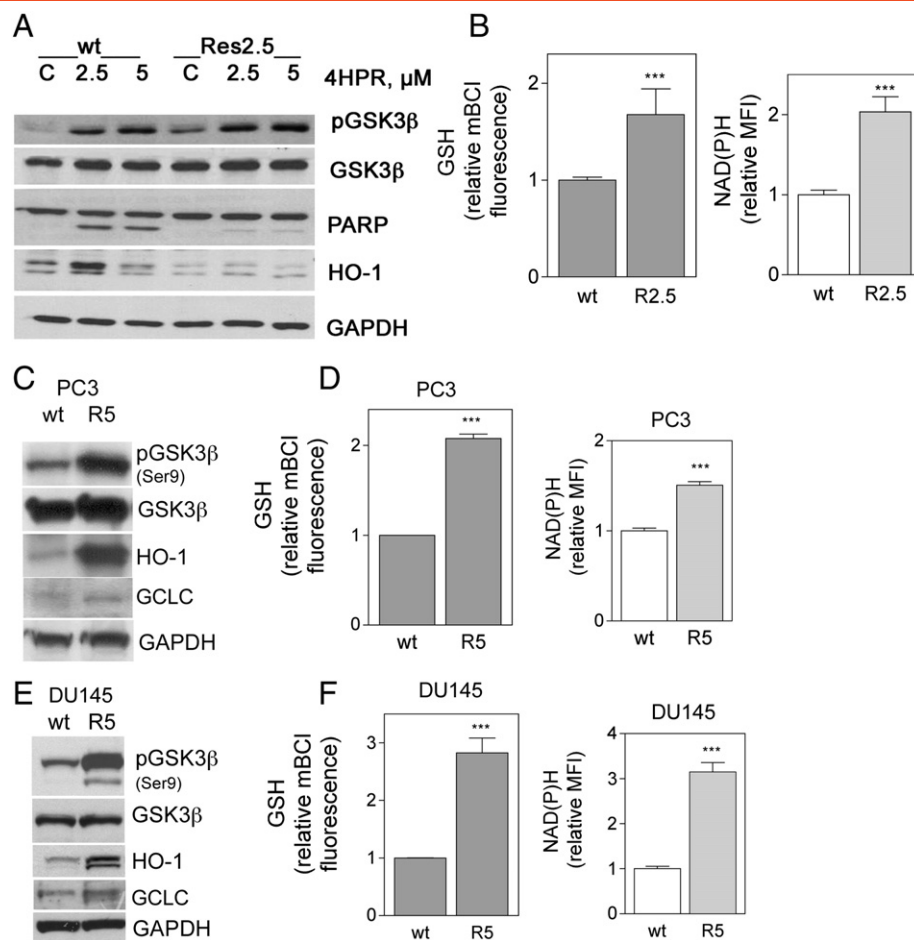 A
wt Res2.5
C 2.5 5 C 2.5 5 4HPR, μM
pGSK3β
GSK3β
PARP
HO-1
GAPDH
B
GSH
(relative mBCl
fluorescence)
2
1
0
***
wt R2.5
NAD(P)H
(relative MFI)
2
1
0
***
wt R2.5
C
PC3
wt R5
pGSK3β
(Ser9)
GSK3β
HO-1
GCLC
GAPDH
D
PC3
GSH
(relative mBCl
fluorescence)
2
1
0
***
wt R5
PC3
NAD(P)H
(relative MFI)
2
1
0
***
wt R5
E
DU145
wt R5
pGSK3β
(Ser9)
GSK3β
HO-1
GCLC
GAPDH
F
DU145
GSH
(relative mBCl
fluorescence)
3
2
1
0
***
wt R5
DU145
NAD(P)H
(relative MFI)
4
3
2
1
0
***
wt R5